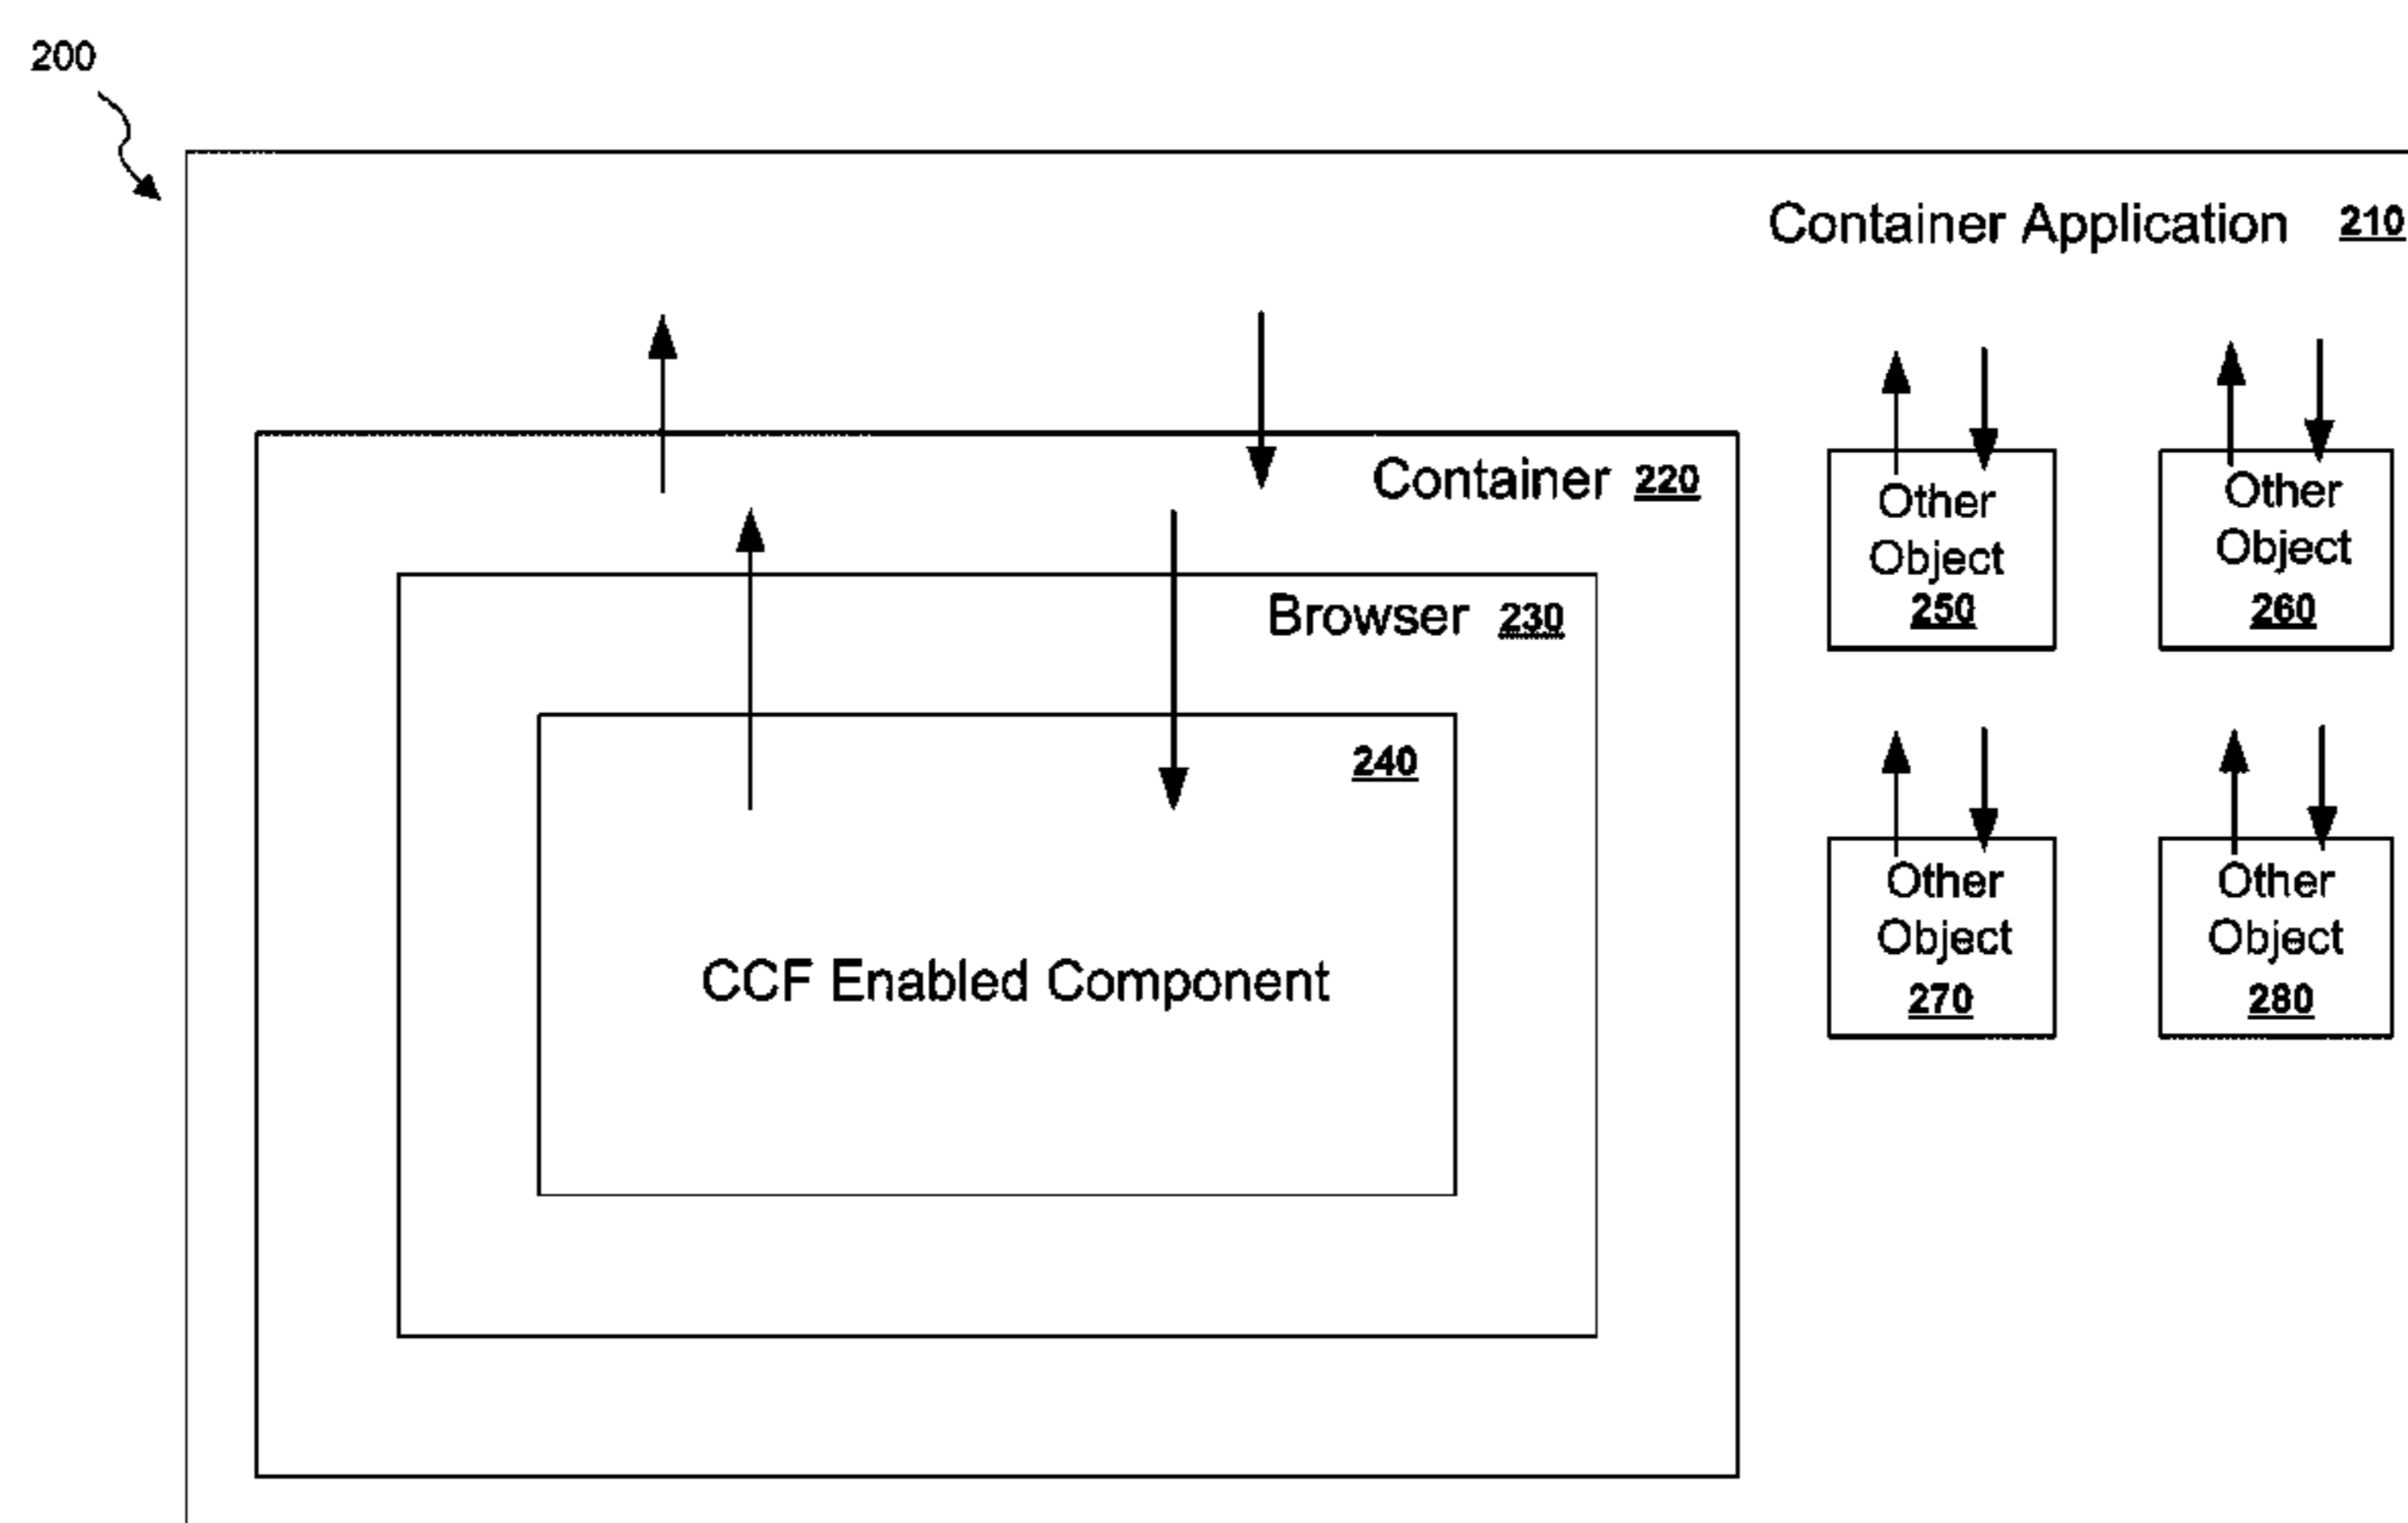 200
Container Application 210
Container 220
Browser 230
240
CCF Enabled Component
Other
Object
250
Other
Object
260
Other
Object
270
Other
Object
280